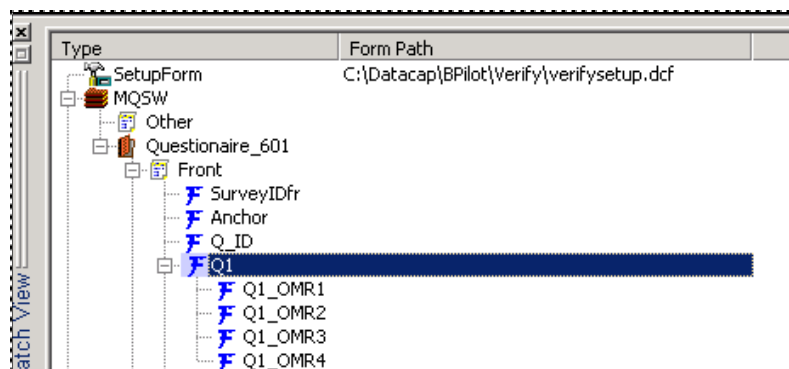 Type Form Path
SetupForm C:\Datacap\BPilot\Verify\verifysetup.dcf
MQSW
Other
Questionaire_601
Front
SurveyIDfr
Anchor
Q_ID
Q1
Q1_OMR1
Q1_OMR2
Q1_OMR3
Q1_OMR4
atch View